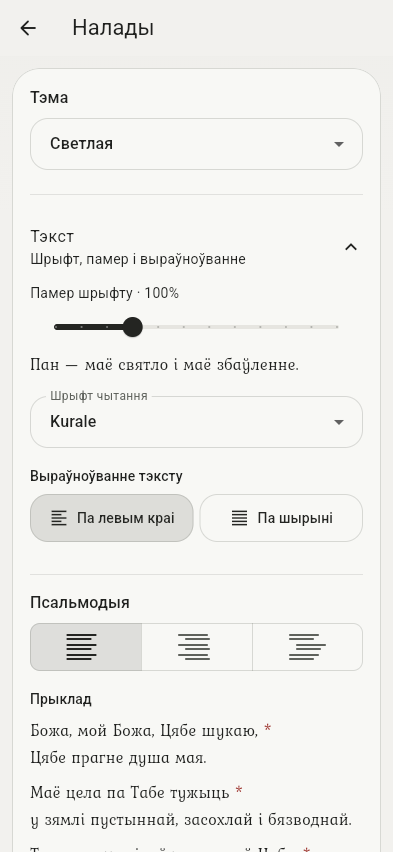 Налады
Тэма
Светлая
Тэкст
Шрыфт, памер і выраўноўванне
Памер шрыфту · 100%
Пан — маё святло і маё збаўленне.
Шрыфт чытання
Kurale
Выраўноўванне тэксту
Па левым краі
Па шырыні
Псальмодыя
Прыклад
Божа, мой Божа, Цябе шукаю, *
Цябе прагне душа мая.
Маё цела па Табе тужыць *
у зямлі пустыннай, засохлай і бязводнай.